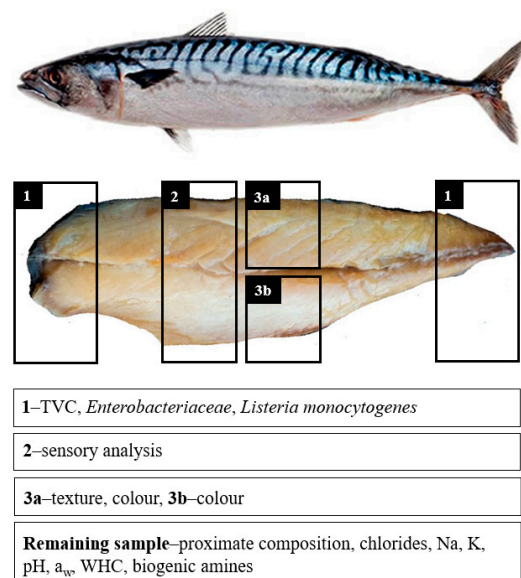 1
2
3a
1
3b
1–TVC, Enterobacteriaceae, Listeria monocytogenes
2–sensory analysis
3a–texture, colour, 3b–colour
Remaining sample–proximate composition, chlorides, Na, K,
pH, aw, WHC, biogenic amines